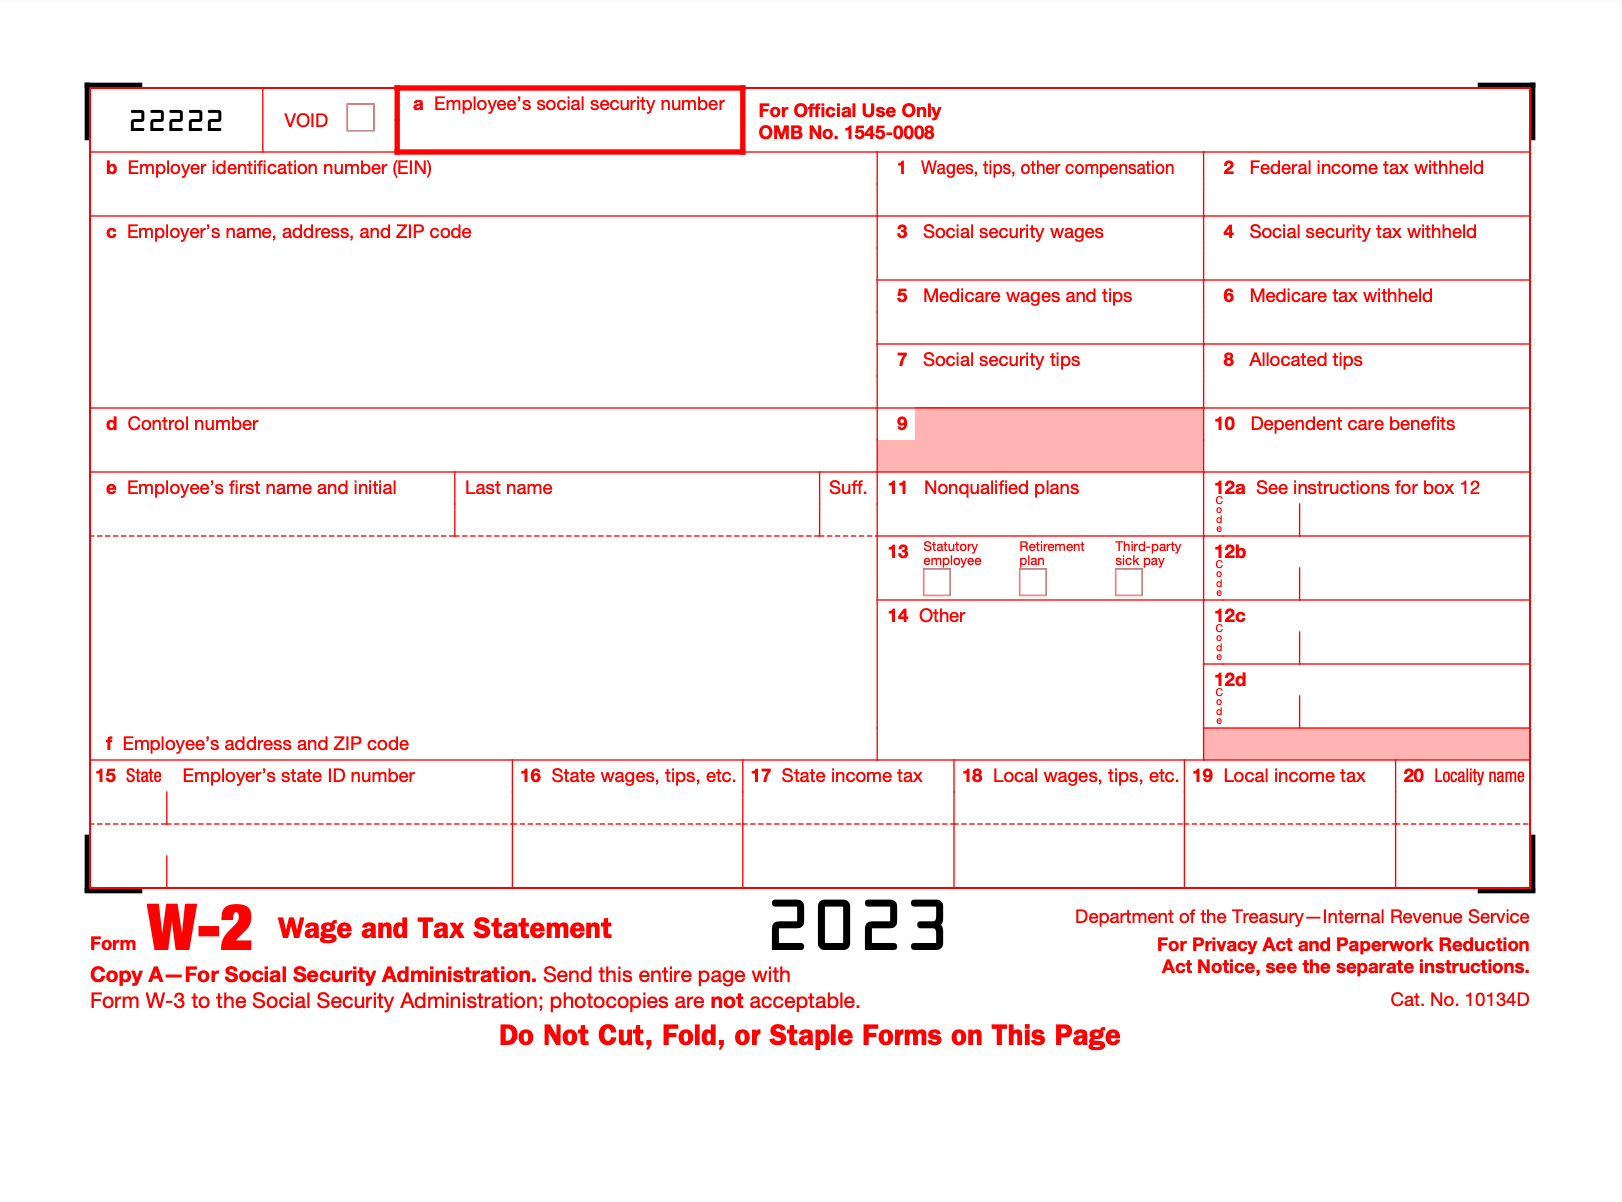 22222 VOID a Employee's social security number For Official Use Only
OMB No. 1545-0008
b Employer identification number (EIN) 1 Wages, tips, other compensation 2 Federal income tax withheld
c Employer's name, address, and ZIP code 3 Social security wages 4 Social security tax withheld
5 Medicare wages and tips 6 Medicare tax withheld
7 Social security tips 8 Allocated tips
d Control number 9 10 Dependent care benefits
e Employee's first name and initial Last name Suff. 11 Nonqualified plans 12a See instructions for box 12
Code
13 Statutory employee Retirement plan Third-party sick pay 12b
Code
14 Other 12c
Code
12d
Code
f Employee's address and ZIP code
15 State Employer's state ID number 16 State wages, tips, etc. 17 State income tax 18 Local wages, tips, etc. 19 Local income tax 20 Locality name
Form W-2 Wage and Tax Statement 2023 Department of the Treasury—Internal Revenue Service
For Privacy Act and Paperwork Reduction
Act Notice, see the separate instructions.
Copy A—For Social Security Administration. Send this entire page with
Form W-3 to the Social Security Administration; photocopies are not acceptable. Cat. No. 10134D
Do Not Cut, Fold, or Staple Forms on This Page